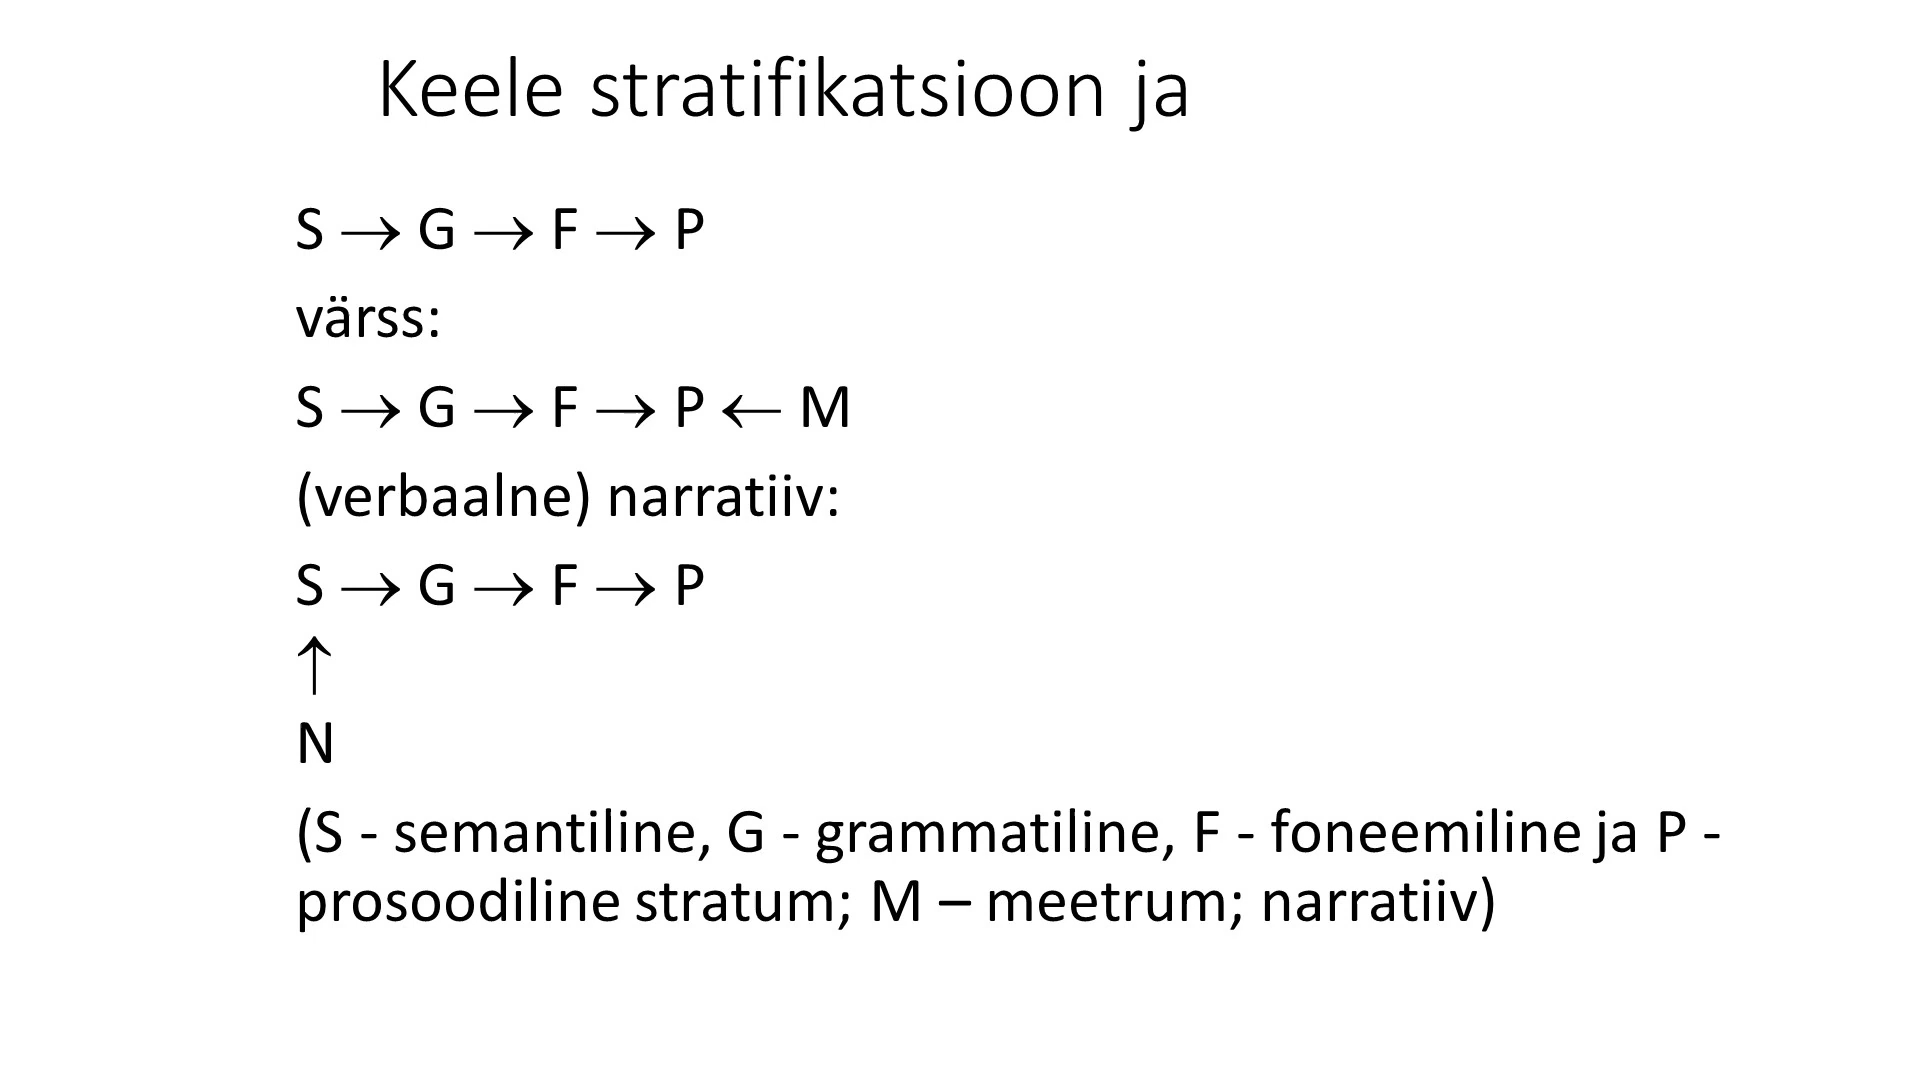 Keele stratifikatsioon ja
S → G → F → P
värss:
S → G → F → P ← M
(verbaalne) narratiiv:
S → G → F → P
↑
N
(S - semantiline, G - grammatiline, F - foneemiline ja P -
prosoodiline stratum; M – meetrum; narratiiv)